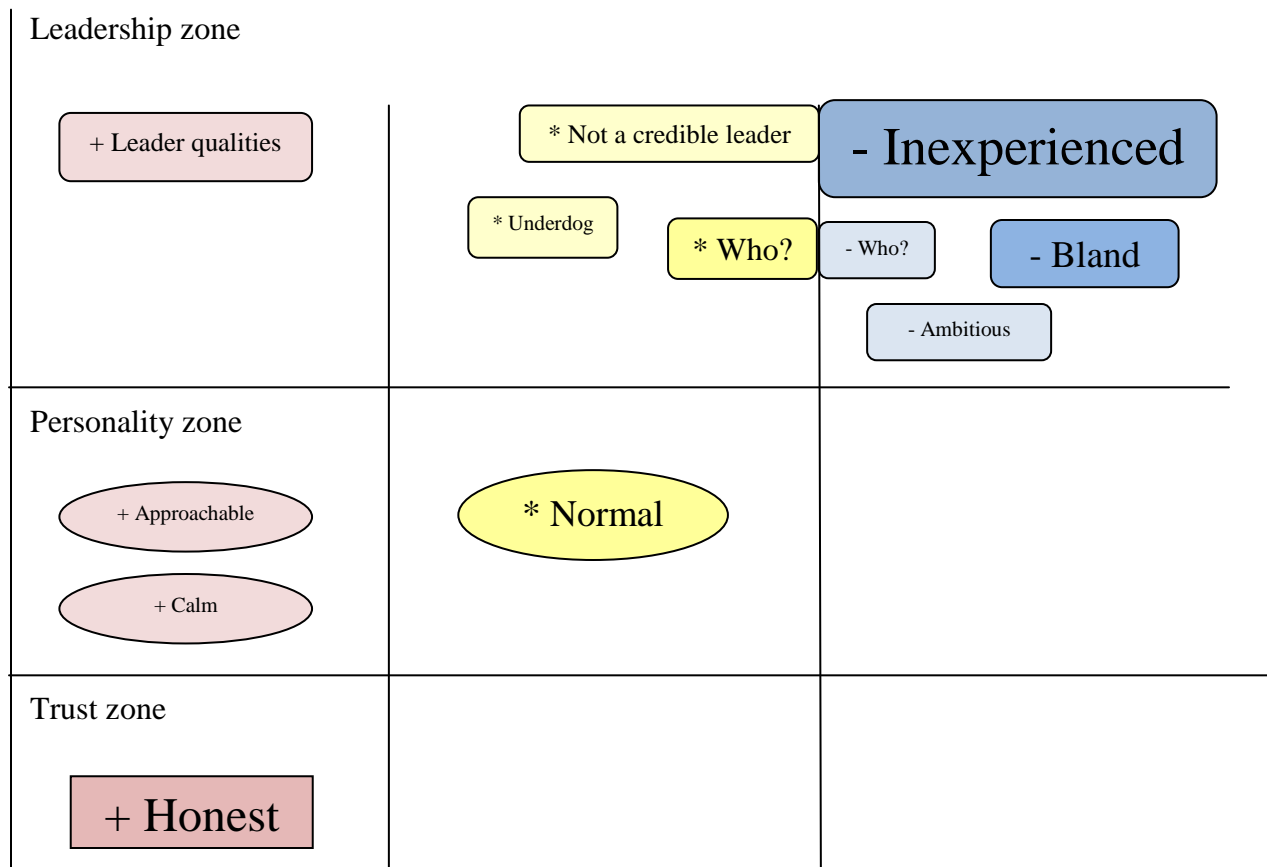 Leadership zone
+ Leader qualities
* Not a credible leader
- Inexperienced
* Underdog
* Who?
- Who?
- Bland
- Ambitious
Personality zone
+ Approachable
* Normal
+ Calm
Trust zone
+ Honest